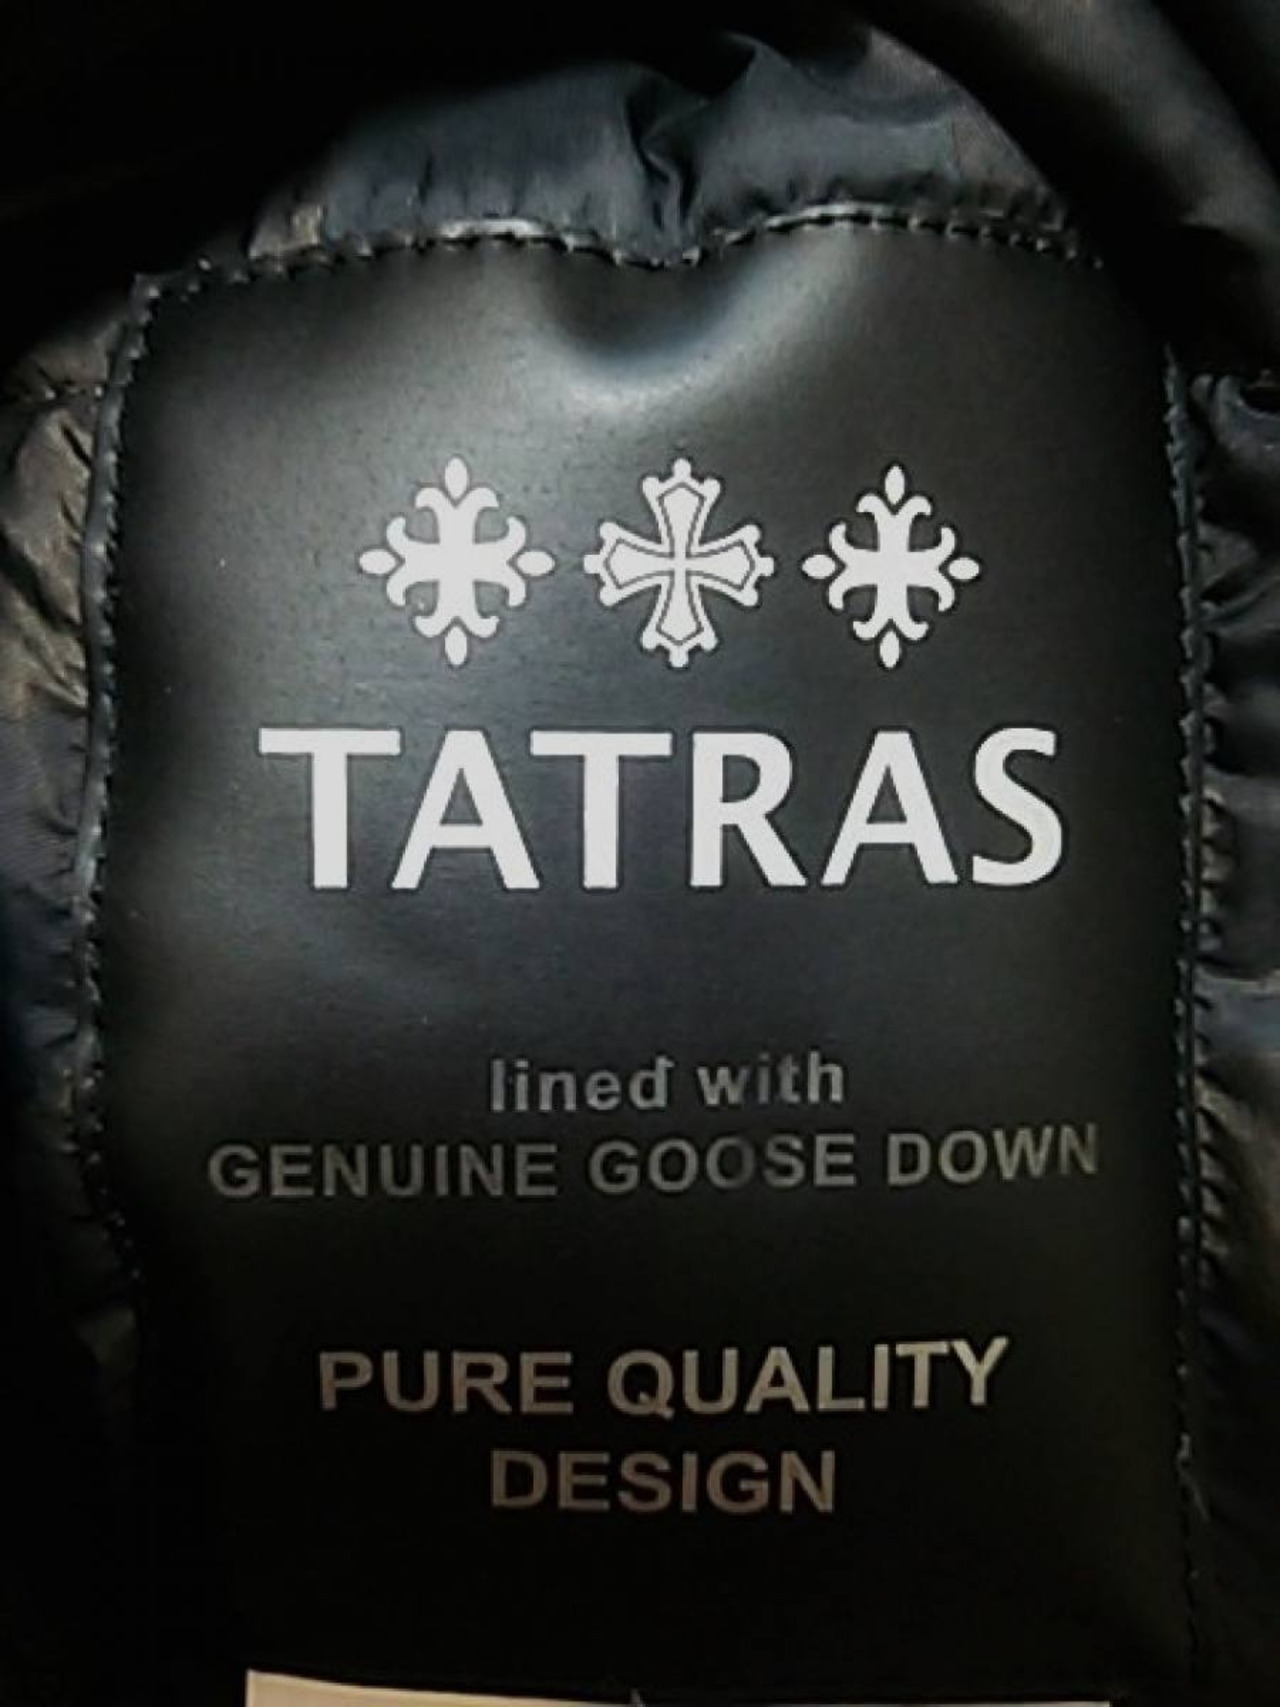 TATRAS
lined with
GENUINE GOOSE DOWN
PURE QUALITY
DESIGN